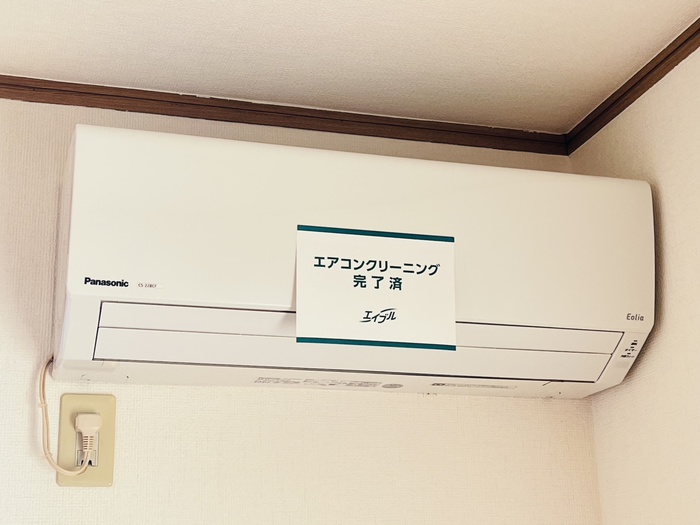 エアコンクリーニング
完了済
エイブル
Panasonic
Eolia